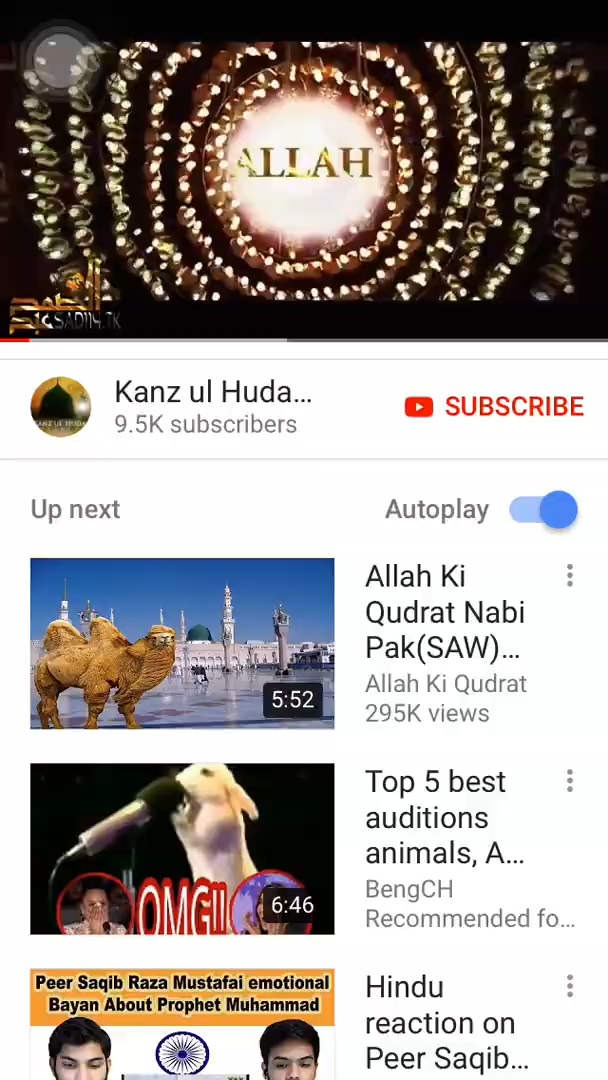 ALLAH
SAD114.TK
Kanz ul Huda...
9.5K subscribers
SUBSCRIBE
Up next
Autoplay
Allah Ki
Qudrat Nabi
Pak(SAW)...
Allah Ki Qudrat
295K views
5:52
Top 5 best
auditions
animals, A...
BengCH
Recommended fo...
OMG!!
6:46
Peer Saqib Raza Mustafai emotional
Bayan About Prophet Muhammad
Hindu
reaction on
Peer Saqib...